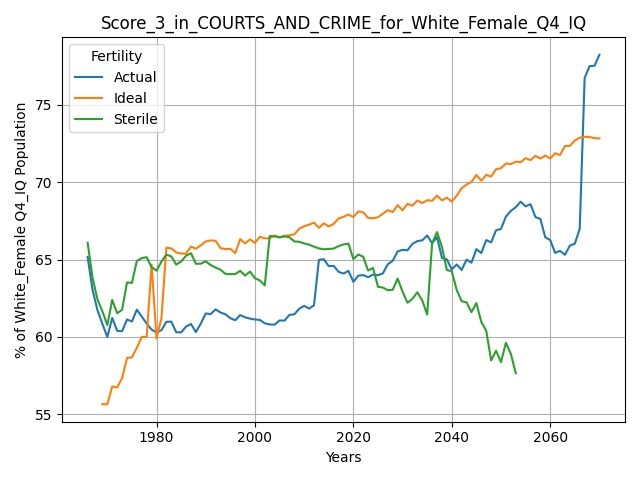 Score_3_in_COURTS_AND_CRIME_for_White_Female_Q4_IQ
Fertility
Actual
Ideal
Sterile
% of White_Female Q4_IQ Population
75
70
65
60
55
1980
2000
2020
2040
2060
Years